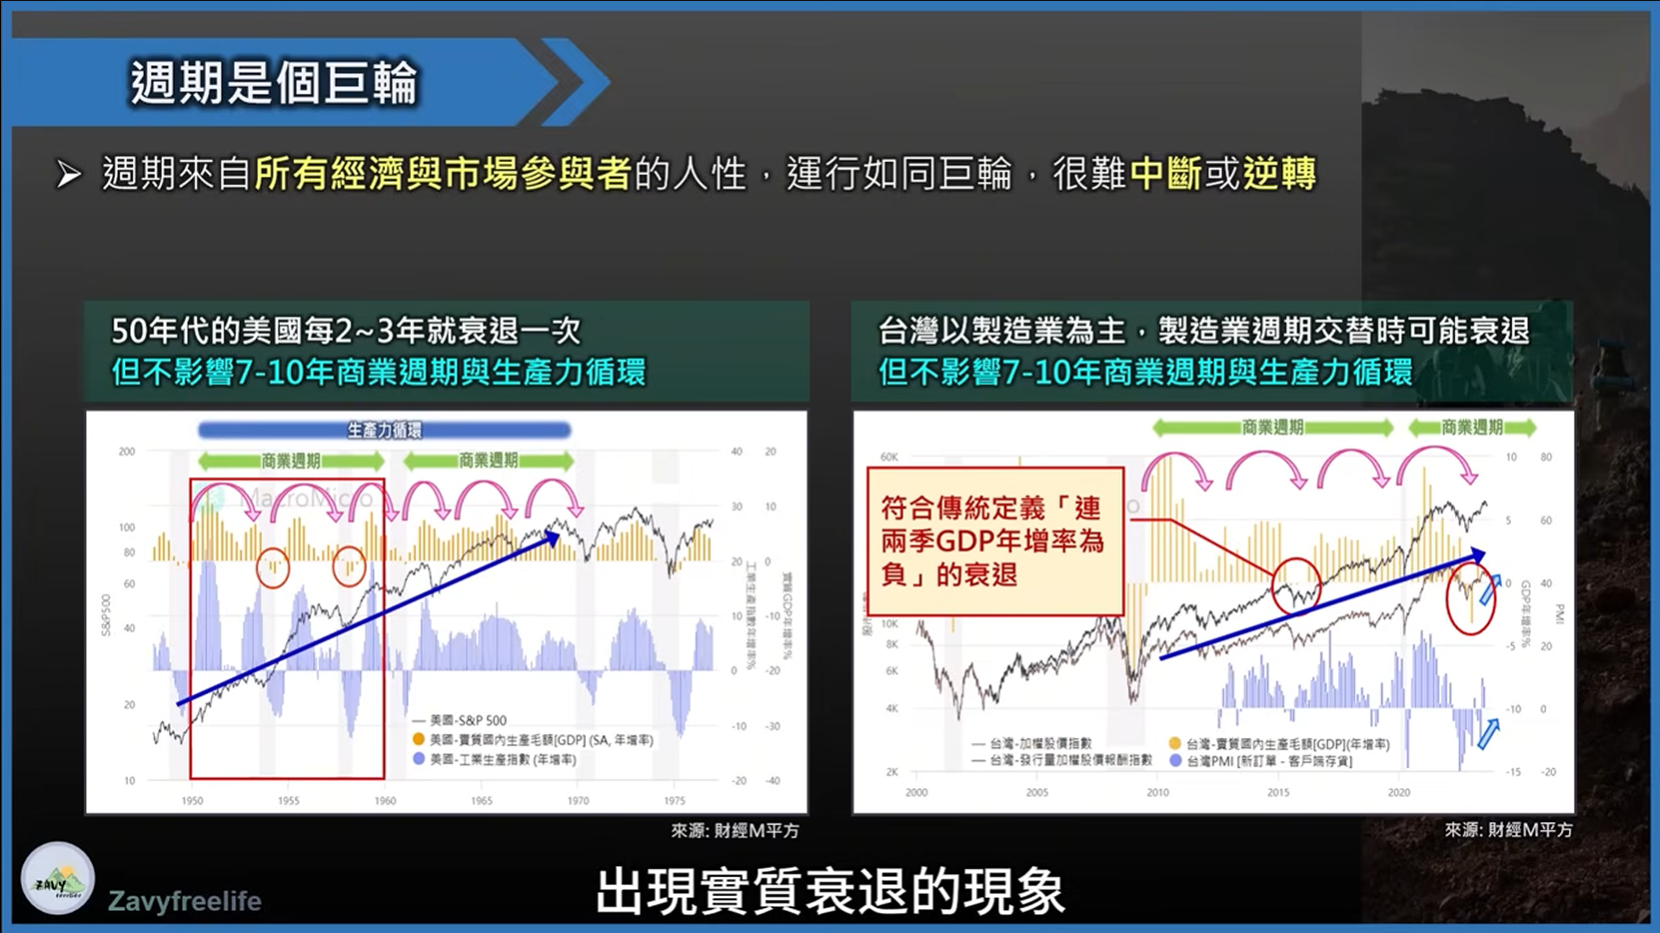 週期是個巨輪
➤ 週期來自所有經濟與市場參與者的人性，運行如同巨輪，很難中斷或逆轉
50年代的美國每2~3年就衰退一次
但不影響7-10年商業週期與生產力循環
生產力循環
商業週期
商業週期
MacroMicro
200
100
80
60
40
20
10
S&P500
40 20
30 10
20 0
10 -10
0 -20
-10 -30
-20 -40
工業生產指數年增率%
實質GDP年增率%
美國-S&P 500
美國-實質國內生產毛額[GDP] (SA, 年增率)
美國-工業生產指數 (年增率)
1950 1955 1960 1965 1970 1975
來源: 財經M平方
台灣以製造業為主，製造業週期交替時可能衰退
但不影響7-10年商業週期與生產力循環
商業週期
商業週期
符合傳統定義「連
兩季GDP年增率為
負」的衰退
60K
10K
8K
6K
4K
2K
10 80
5 60
0 40
-5 20
-10 0
-15 -20
GDP年增率%
PMI
台灣-加權股價指數
台灣-發行量加權股價報酬指數
台灣-實質國內生產毛額[GDP](年增率)
台灣PMI [新訂單 - 客戶端存貨]
2000 2005 2010 2015 2020
來源: 財經M平方
ZAVY
freelife
Zavyfreelife
出現實質衰退的現象